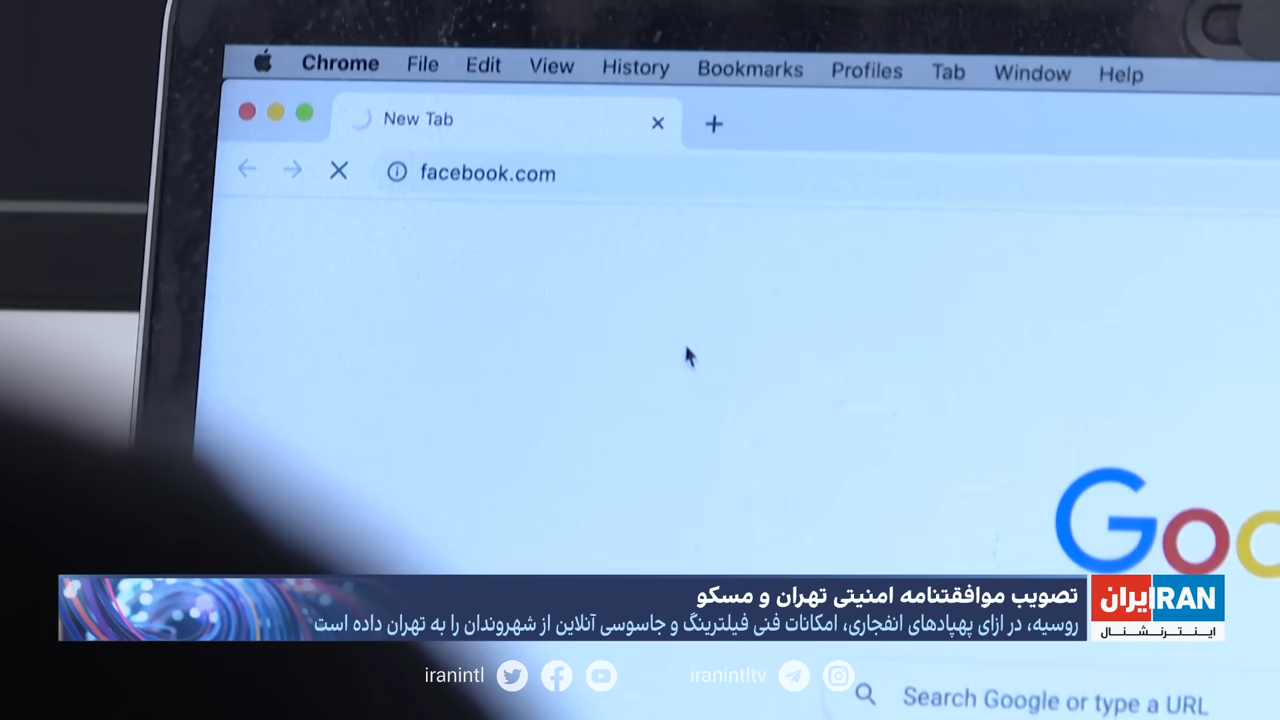 Chrome File Edit View History Bookmarks Profiles Tab Window Help
New Tab
facebook.com
Goo
تصویب موافقتنامه امنیتی تهران و مسکو
روسیه، در ازای پهپادهای انفجاری، امکانات فنی فیلترینگ و جاسوسی آنلاین از شهروندان را به تهران داده است
ایران IRAN
اینترنشنال
iranintl
iranintltv
Search Google or type a URL